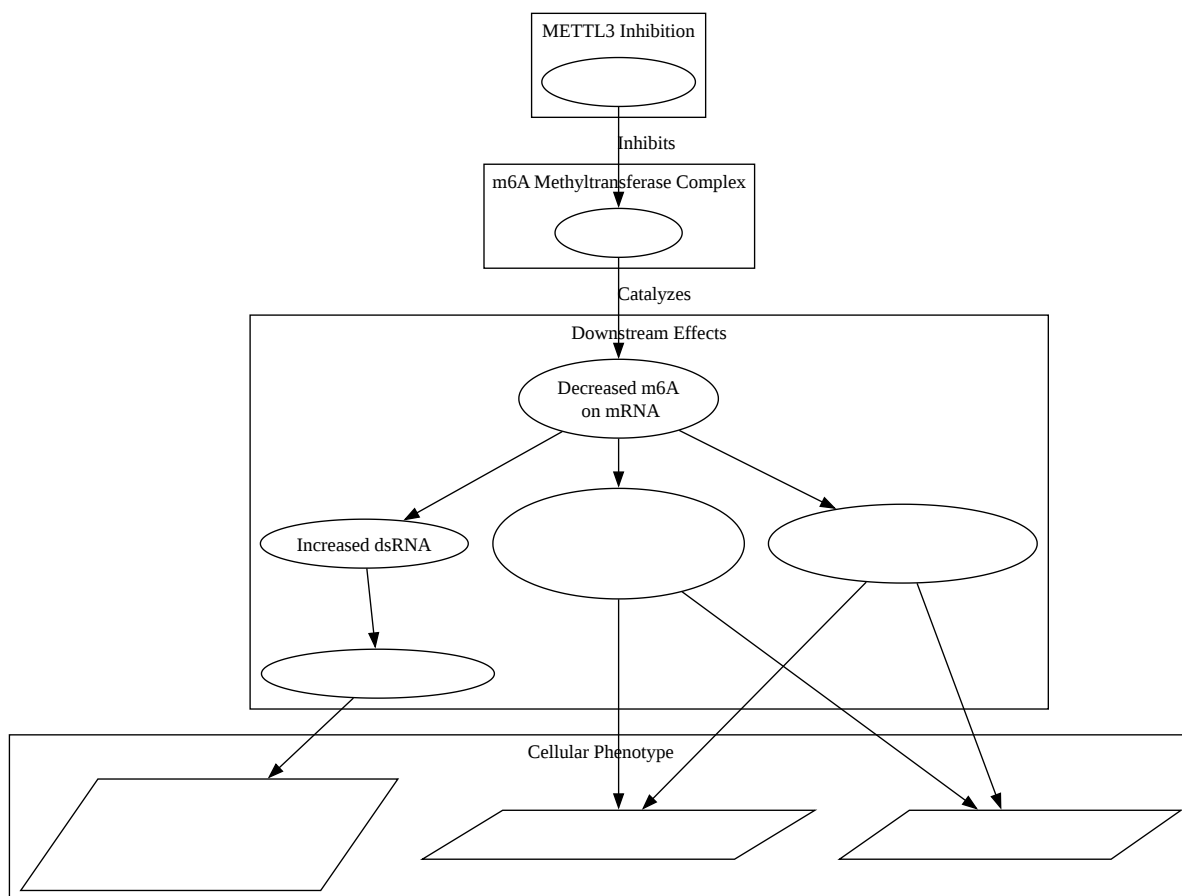 METTL3 Inhibition
Inhibits
m6A Methyltransferase Complex
Catalyzes
Downstream Effects
Decreased m6A
on mRNA
Increased dsRNA
Cellular Phenotype